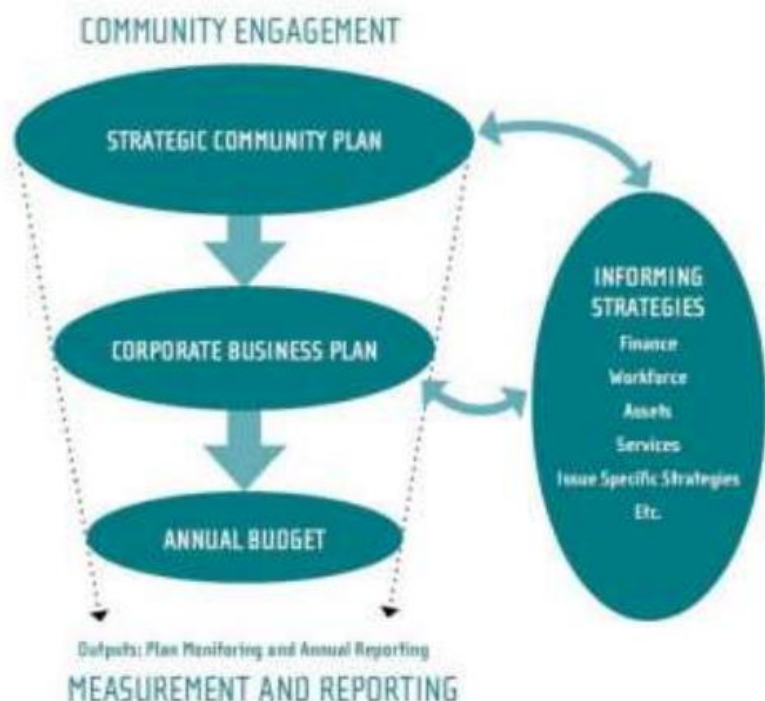 COMMUNITY ENGAGEMENT
STRATEGIC COMMUNITY PLAN
CORPORATE BUSINESS PLAN
ANNUAL BUDGET
INFORMING
STRATEGIES
Finance
Workforce
Assets
Services
Issue Specific Strategies
Etc.
Outputs: Plan Monitoring and Annual Reporting
MEASUREMENT AND REPORTING